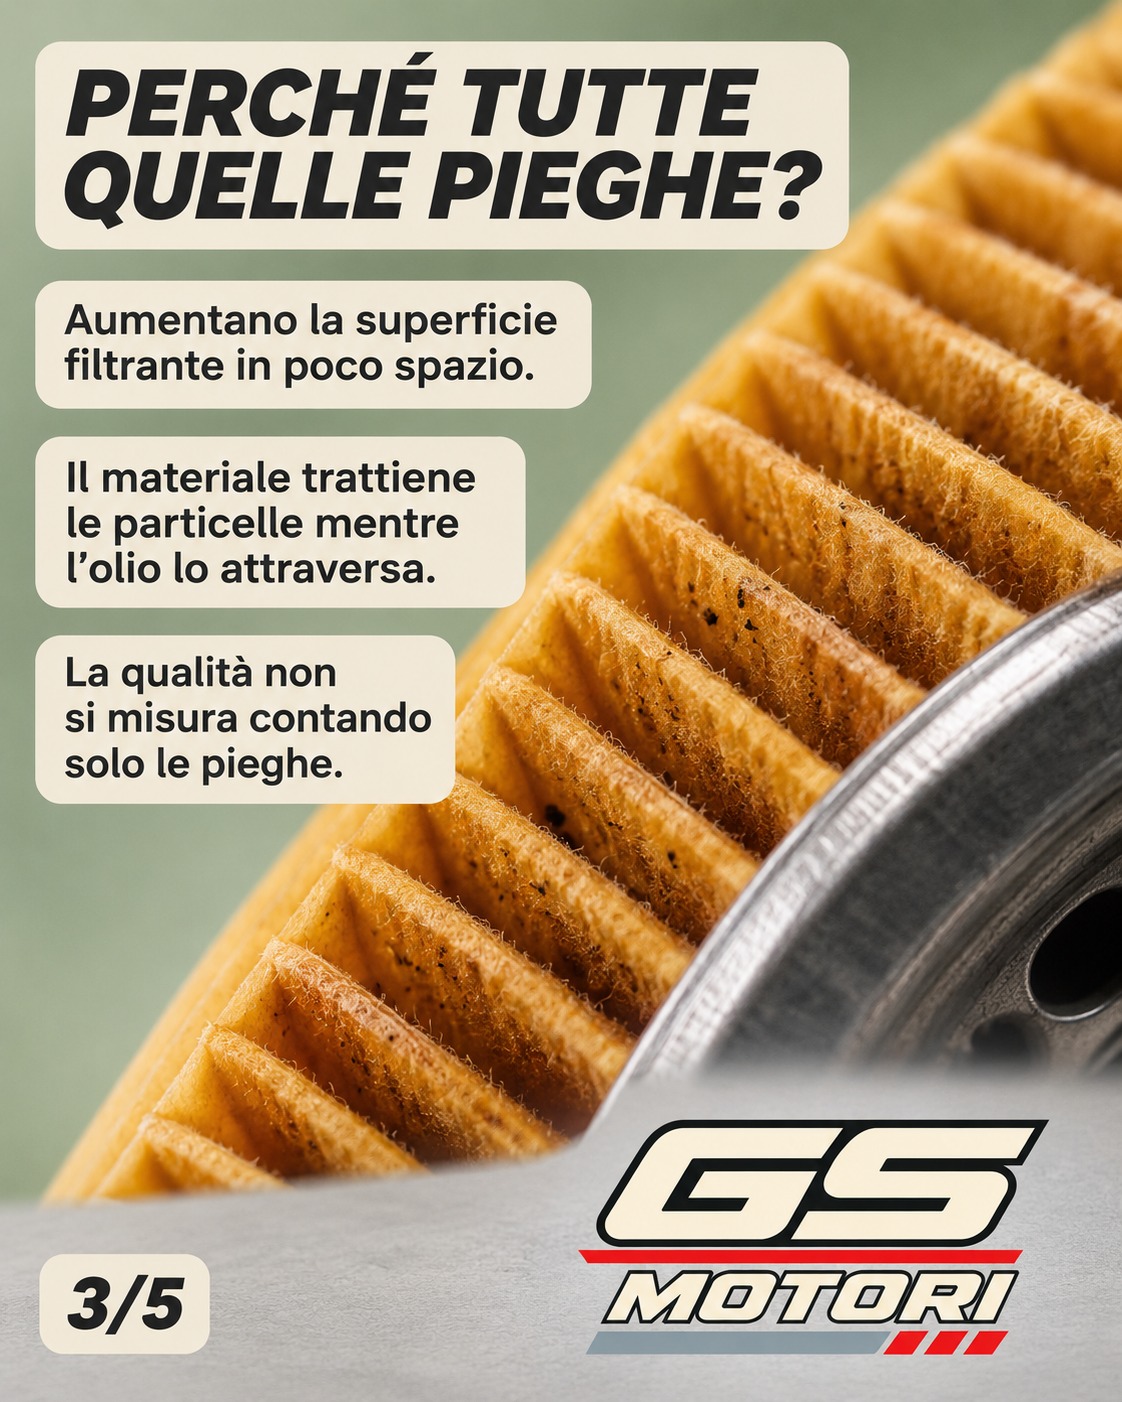 PERCHÉ TUTTE
QUELLE PIEGHE?
Aumentano la superficie
filtrante in poco spazio.
Il materiale trattiene
le particelle mentre
l’olio lo attraversa.
La qualità non
si misura contando
solo le pieghe.
GS
MOTORI
3/5